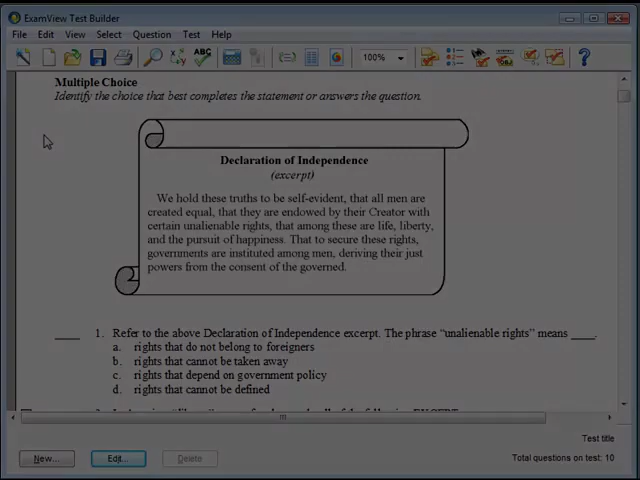 ExamView Test Builder
File Edit View Select Question Test Help
100%
Multiple Choice
Identify the choice that best completes the statement or answers the question.
Declaration of Independence
(excerpt)
We hold these truths to be self-evident, that all men are
created equal, that they are endowed by their Creator with
certain unalienable rights, that among these are life, liberty,
and the pursuit of happiness. That to secure these rights,
governments are instituted among men, deriving their just
powers from the consent of the governed.
____ 1. Refer to the above Declaration of Independence excerpt. The phrase “unalienable rights” means ____.
a. rights that do not belong to foreigners
b. rights that cannot be taken away
c. rights that depend on government policy
d. rights that cannot be defined
Test title
New... Edit... Delete
Total questions on test: 10